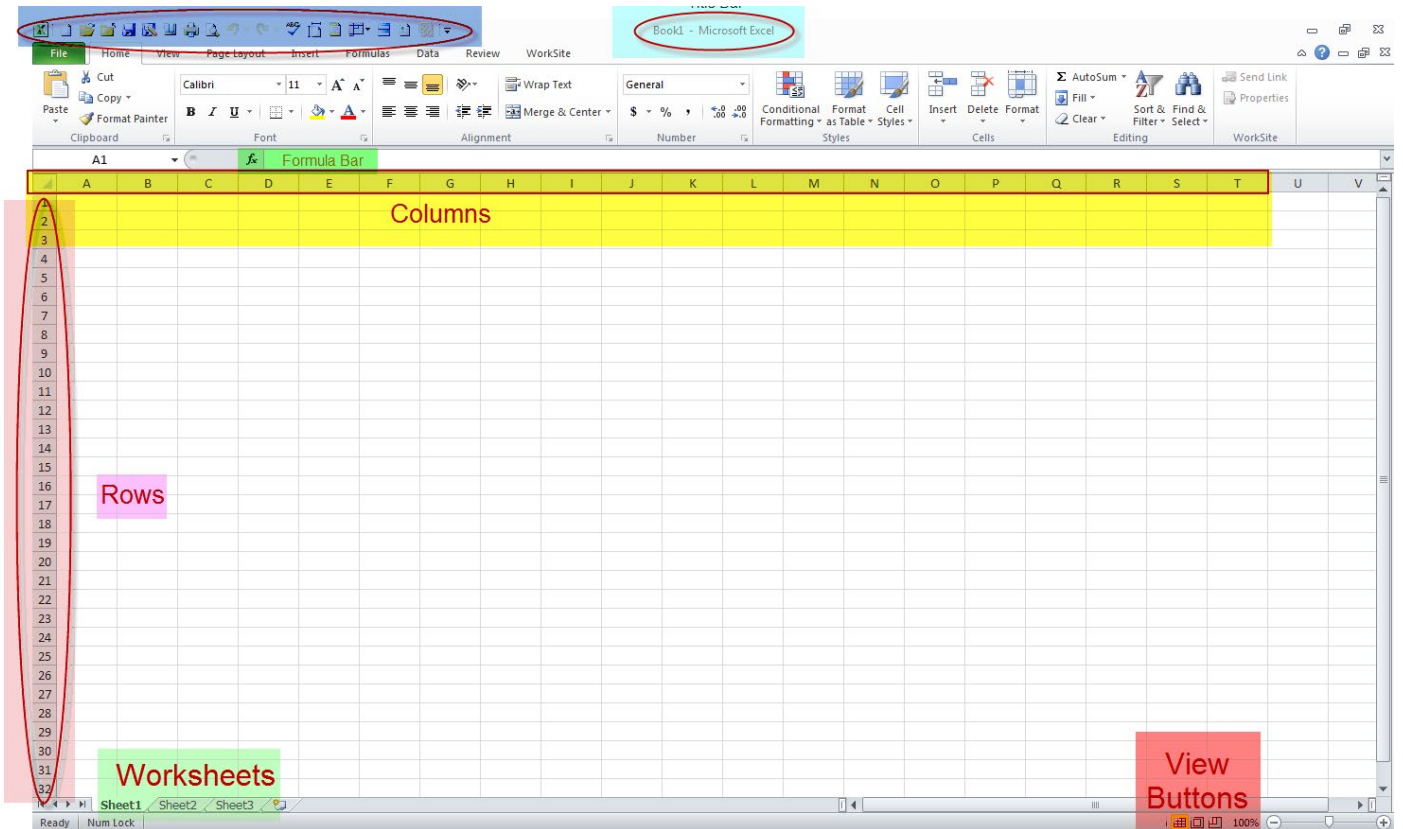 Title Bar
Book1 - Microsoft Excel
File Home View Page Layout Insert Formulas Data Review WorkSite
Cut Calibri 11 Wrap Text General Σ AutoSum Send Link
Copy Fill Properties
Paste Format Painter B I U Merge & Center $ % , Conditional Formatting Format as Table Cell Styles Insert Delete Format Clear Sort & Filter Find & Select
Clipboard Font Alignment Number Styles Cells Editing WorkSite
A1 fx Formula Bar
A B C D E F G H I J K L M N O P Q R S T U V
1
Columns
2
3
4
5
6
7
8
9
10
11
12
13
14
15
16
Rows
17
18
19
20
21
22
23
24
25
26
27
28
29
30
31
Worksheets
View
Buttons
32
Sheet1 Sheet2 Sheet3
Ready Num Lock 100%